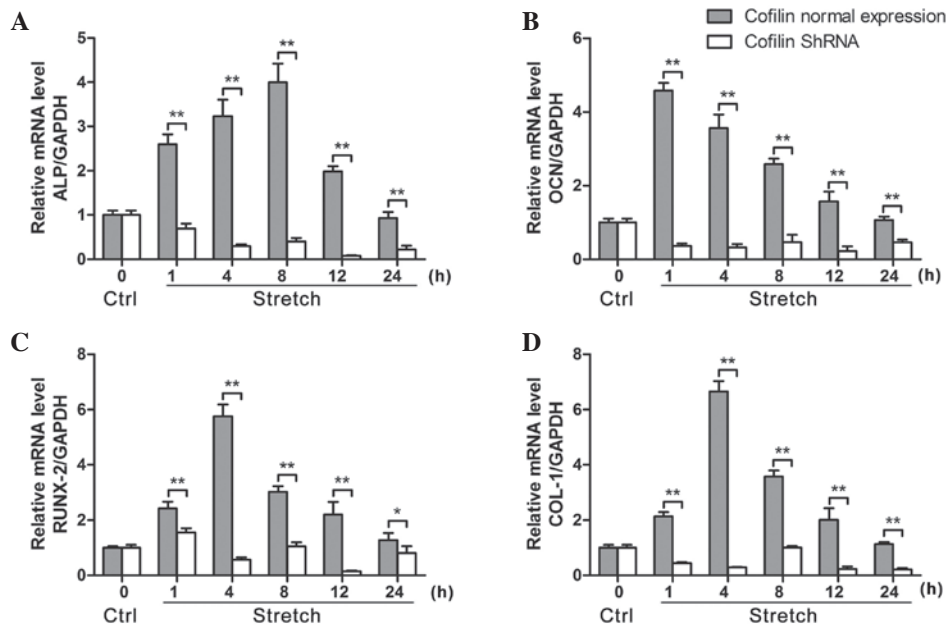 A
Relative mRNA level
ALP/GAPDH
5
4
3
2
1
0
**
**
**
**
**
0 1 4 8 12 24 (h)
Ctrl Stretch
B
Cofilin normal expression
Cofilin ShRNA
Relative mRNA level
OCN/GAPDH
6
4
2
0
**
**
**
**
**
0 1 4 8 12 24 (h)
Ctrl Stretch
C
Relative mRNA level
RUNX-2/GAPDH
8
6
4
2
0
**
**
**
**
*
0 1 4 8 12 24 (h)
Ctrl Stretch
D
Relative mRNA level
COL-1/GAPDH
8
6
4
2
0
**
**
**
**
**
0 1 4 8 12 24 (h)
Ctrl Stretch